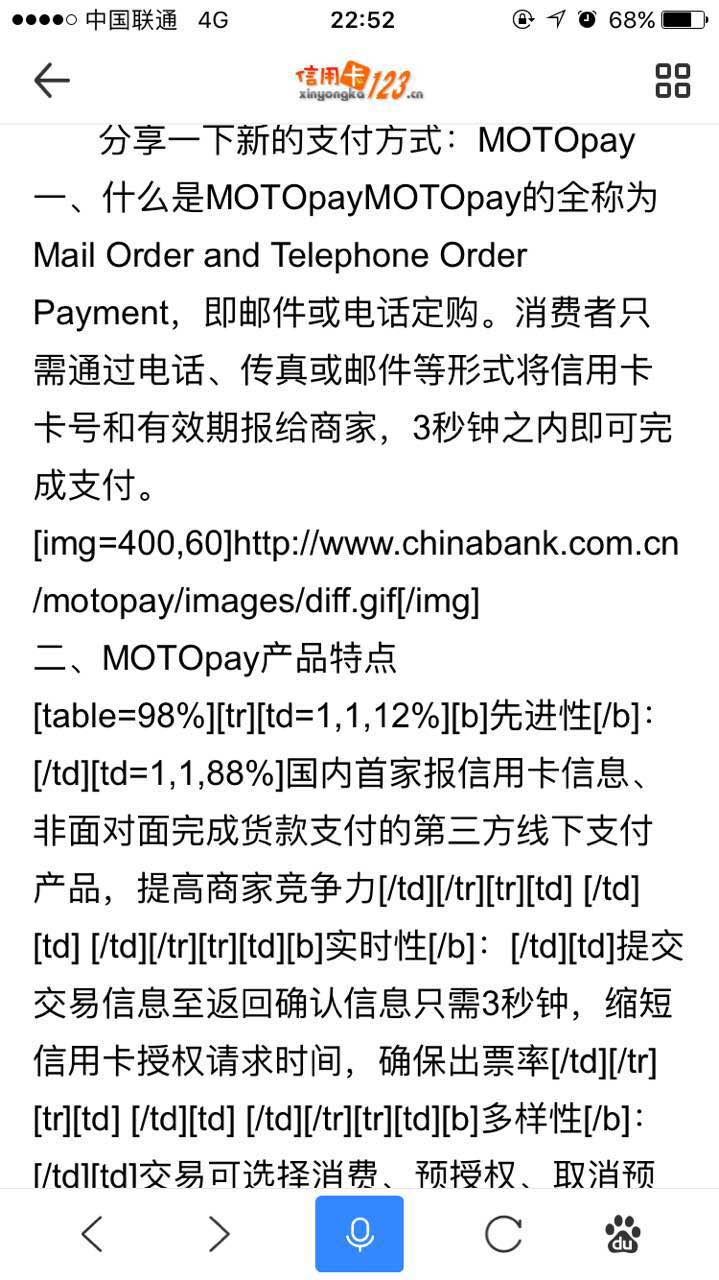 中国联通 4G 22:52 68%
信用卡123.cn
xinyongka
分享一下新的支付方式：MOTOpay
一、什么是MOTOpayMOTOpay的全称为
Mail Order and Telephone Order
Payment，即邮件或电话定购。消费者只
需通过电话、传真或邮件等形式将信用卡
卡号和有效期报给商家，3秒钟之内即可完
成支付。
[img=400,60]http://www.chinabank.com.cn
/motopay/images/diff.gif[/img]
二、MOTOpay产品特点
[table=98%][tr][td=1,1,12%][b]先进性[/b]：
[/td][td=1,1,88%]国内首家报信用卡信息、
非面对面完成货款支付的第三方线下支付
产品，提高商家竞争力[/td][/tr][tr][td] [/td]
[td] [/td][/tr][tr][td][b]实时性[/b]：[/td][td]提交
交易信息至返回确认信息只需3秒钟，缩短
信用卡授权请求时间，确保出票率[/td][/tr]
[tr][td] [/td][td] [/td][/tr][tr][td][b]多样性[/b]：
[/td][td]交易可选择消费、预授权、取消预
du